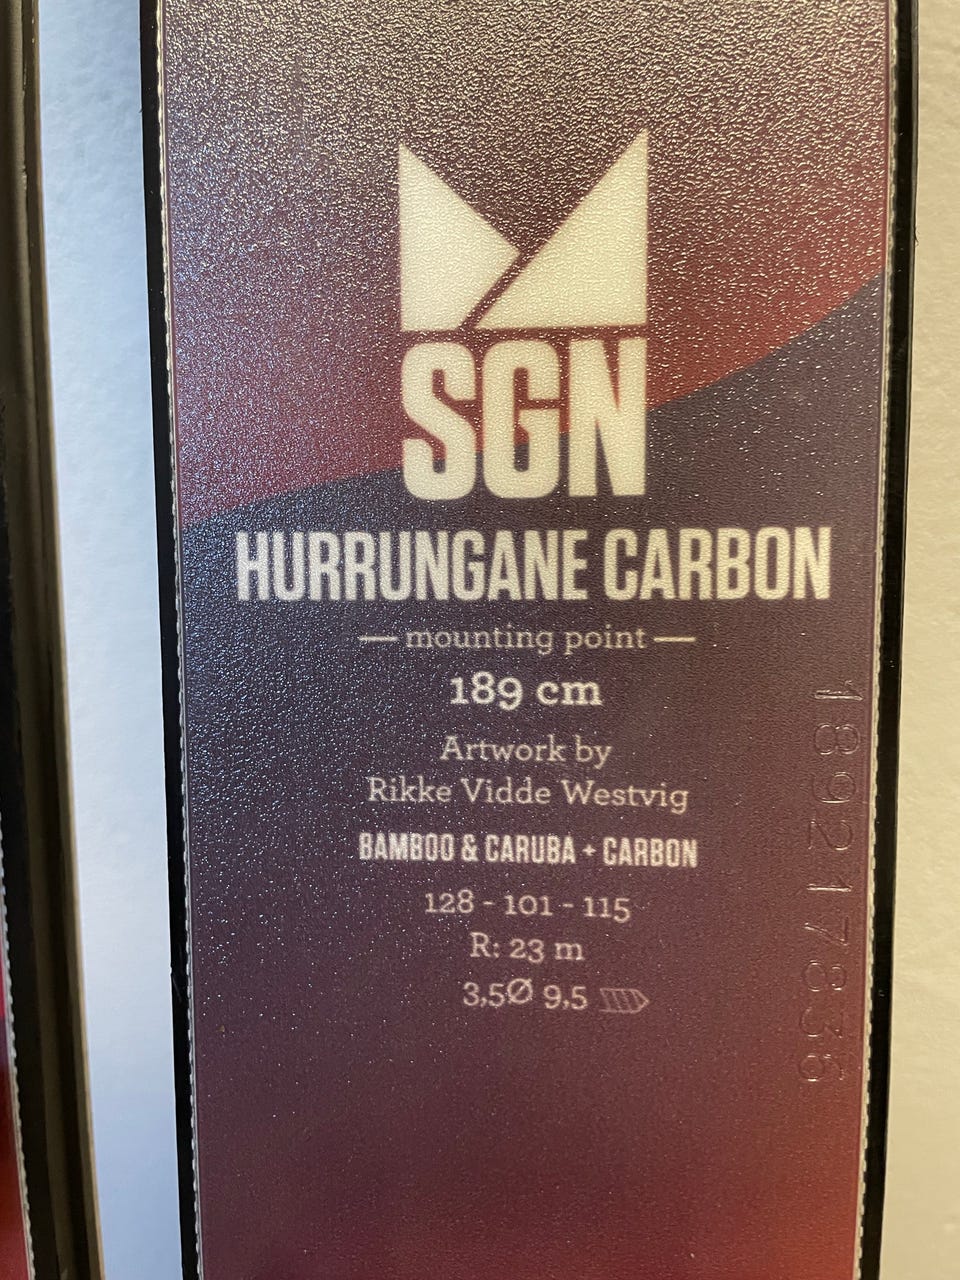 SGN
HURRUNGANE CARBON
— mounting point —
189 cm
Artwork by
Rikke Vidde Westvig
BAMBOO & CARUBA + CARBON
128 - 101 - 115
R: 23 m
3,5Ø 9,5
189217836